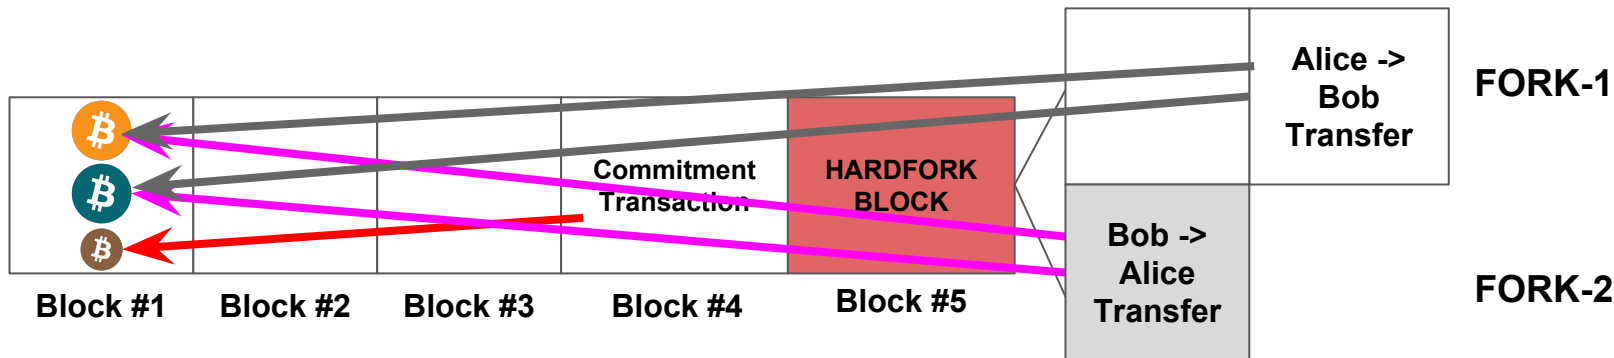 Alice ->
Bob
Transfer
FORK-1
Commitment
Transaction
HARDFORK
BLOCK
Bob ->
Alice
Transfer
FORK-2
Block #1
Block #2
Block #3
Block #4
Block #5